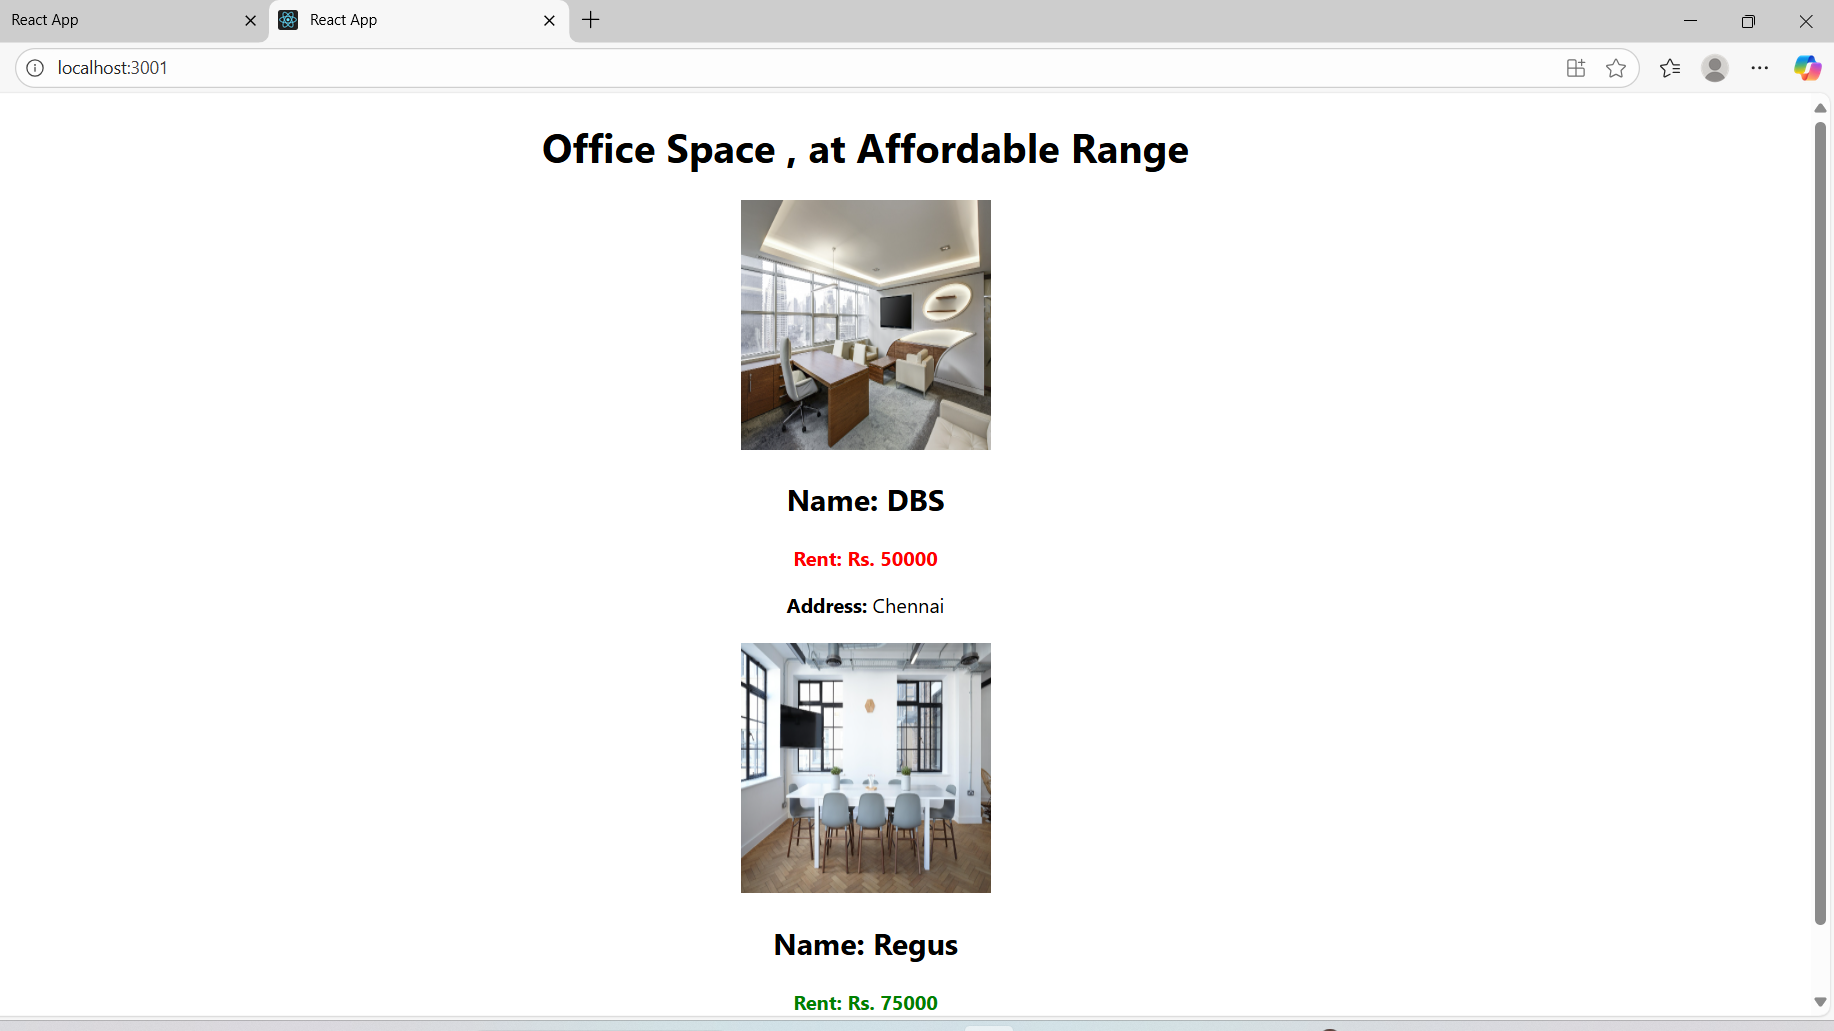 React App
React App
localhost:3001
Office Space , at Affordable Range
Name: DBS
Rent: Rs. 50000
Address: Chennai
Name: Regus
Rent: Rs. 75000